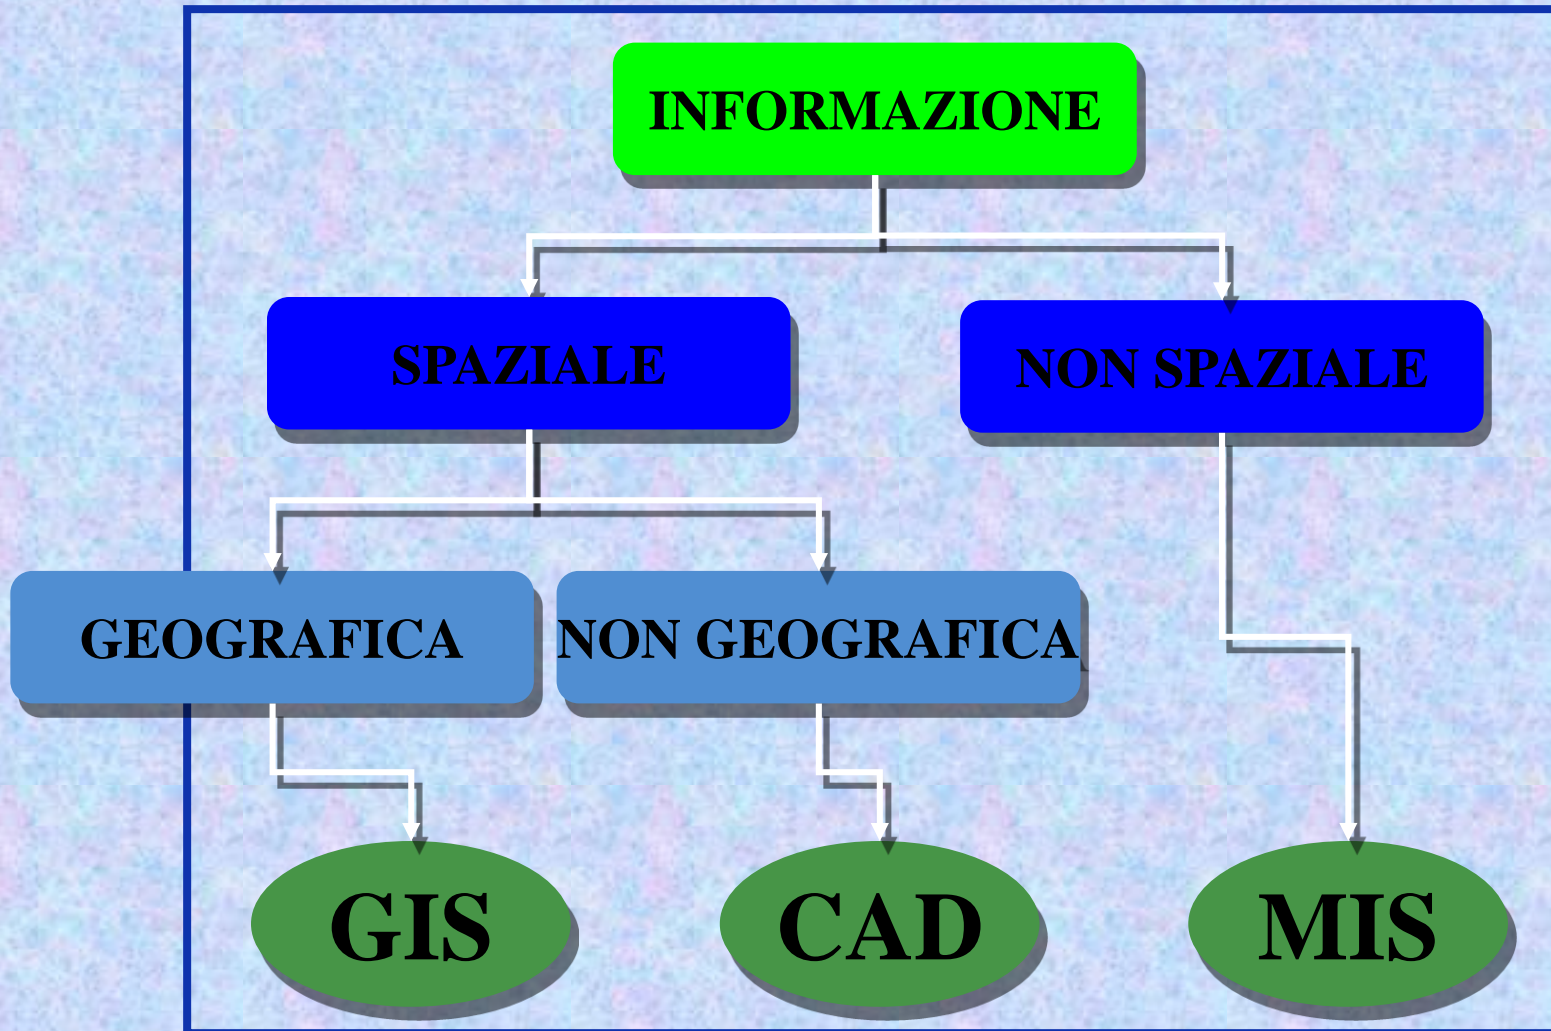 INFORMAZIONE
SPAZIALE
NON SPAZIALE
GEOGRAFICA
NON GEOGRAFICA
GIS
CAD
MIS